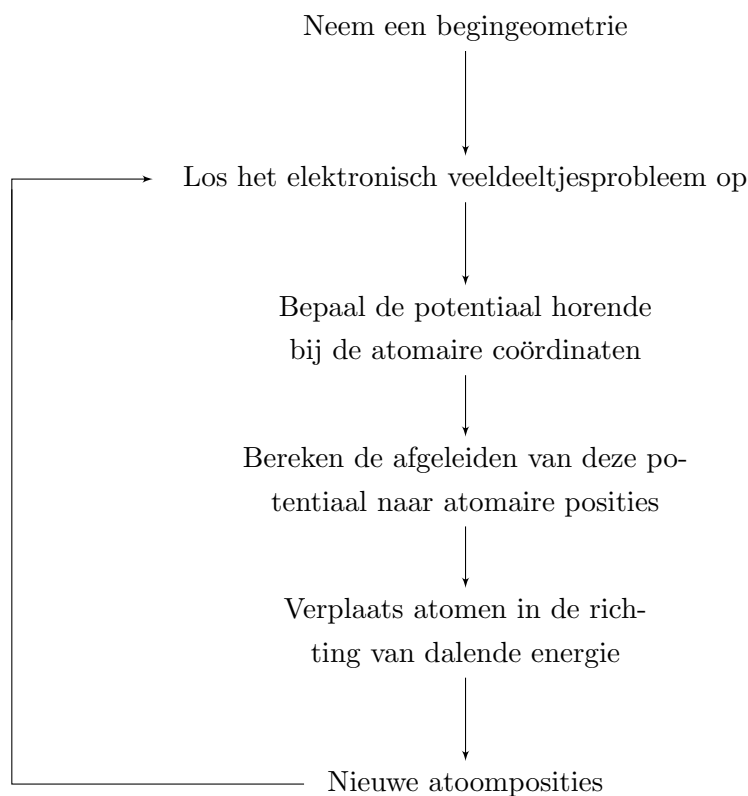 Neem een begingeometrie
Los het elektronisch veeldeeltjesprobleem op
Bepaal de potentiaal horende
bij de atomaire coördinaten
Bereken de afgeleiden van deze po-
tentiaal naar atomaire posities
Verplaats atomen in de rich-
ting van dalende energie
Nieuwe atoomposities